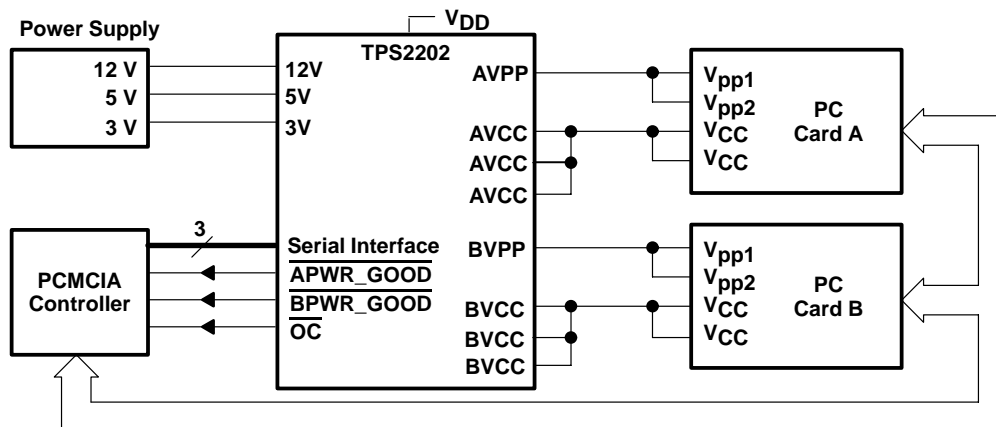 VDD
Power Supply
TPS2202
12 V
5 V
3 V
12V
5V
3V
AVPP
AVCC
AVCC
AVCC
Vpp1
Vpp2
VCC
VCC
PC
Card A
3
Serial Interface
APWR_GOOD
BPWR_GOOD
OC
PCMCIA
Controller
BVPP
BVCC
BVCC
BVCC
Vpp1
Vpp2
VCC
VCC
PC
Card B